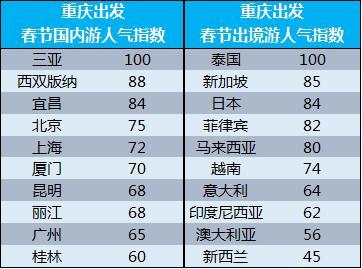 重庆出发 重庆出发
春节国内游人气指数 春节出境游人气指数
三亚 100 泰国 100
西双版纳 88 新加坡 85
宜昌 84 日本 84
北京 75 菲律宾 82
上海 72 马来西亚 80
厦门 70 越南 74
昆明 68 意大利 64
丽江 68 印度尼西亚 62
广州 65 澳大利亚 56
桂林 60 新西兰 45